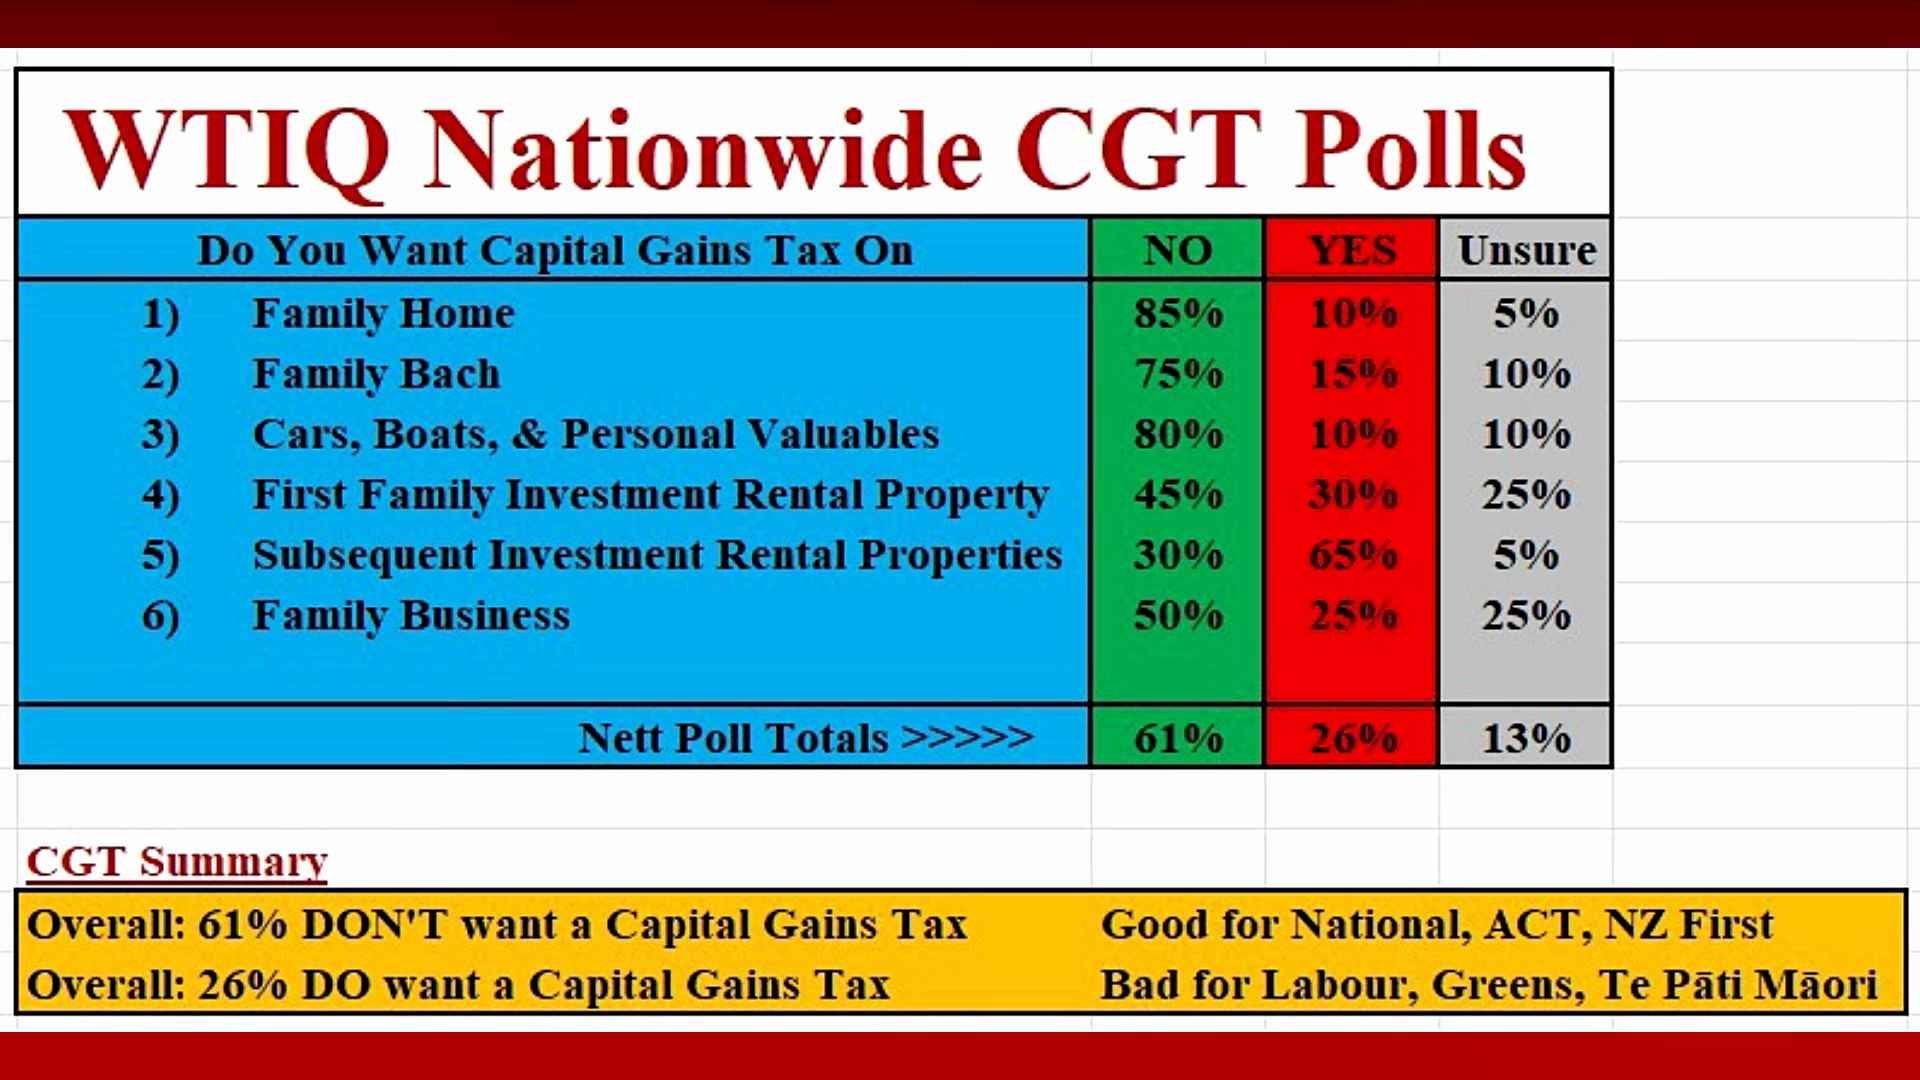 WTIQ Nationwide CGT Polls
Do You Want Capital Gains Tax On NO YES Unsure
1) Family Home 85% 10% 5%
2) Family Bach 75% 15% 10%
3) Cars, Boats, & Personal Valuables 80% 10% 10%
4) First Family Investment Rental Property 45% 30% 25%
5) Subsequent Investment Rental Properties 30% 65% 5%
6) Family Business 50% 25% 25%
Nett Poll Totals >>>>> 61% 26% 13%
CGT Summary
Overall: 61% DON'T want a Capital Gains Tax Good for National, ACT, NZ First
Overall: 26% DO want a Capital Gains Tax Bad for Labour, Greens, Te Pāti Māori